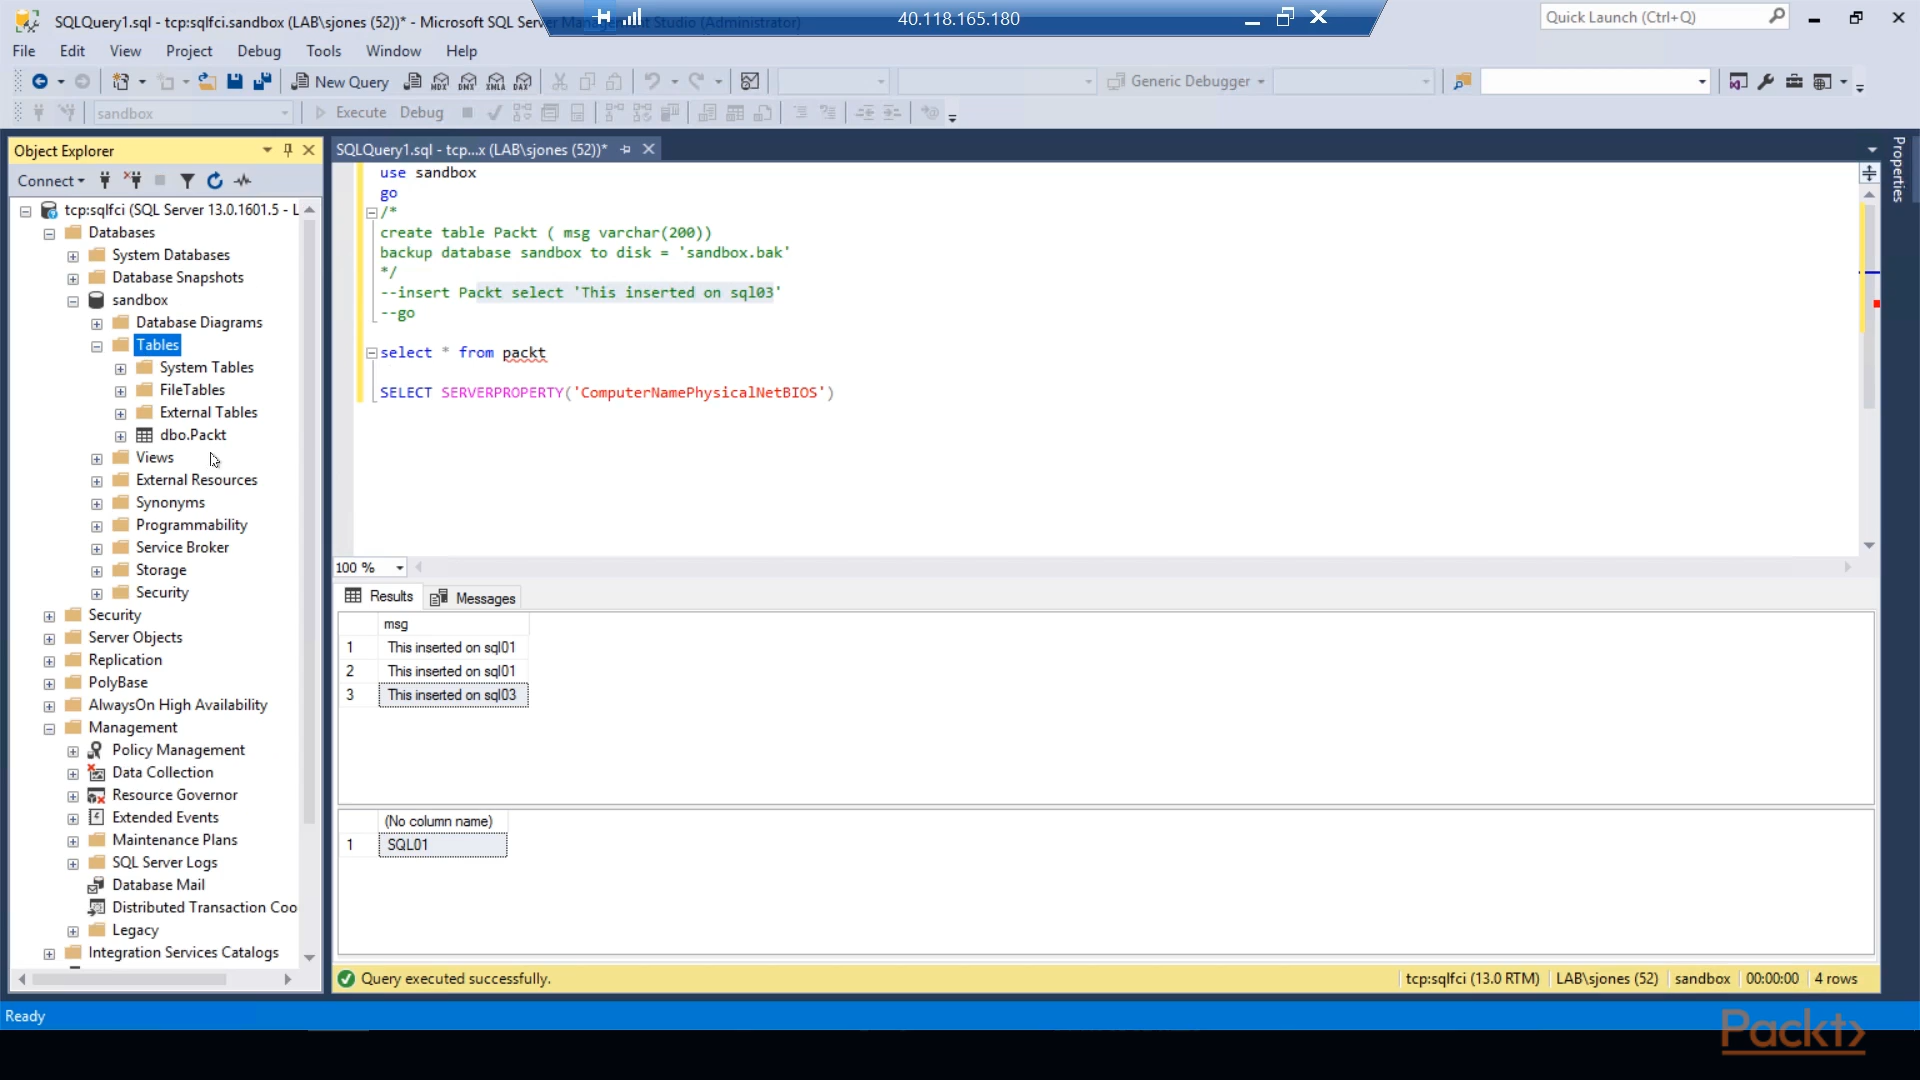 SQLQuery1.sql - tcp:sqlfci.sandbox (LAB\sjones (52))* - Microsoft SQL Server Management Studio (Administrator)
40.118.165.180
Quick Launch (Ctrl+Q)
File Edit View Project Debug Tools Window Help
New Query MDX DMX XMLA DAX Generic Debugger
sandbox Execute Debug
Object Explorer
Connect
tcp:sqlfci (SQL Server 13.0.1601.5 - L
Databases
System Databases
Database Snapshots
sandbox
Database Diagrams
Tables
System Tables
FileTables
External Tables
dbo.Packt
Views
External Resources
Synonyms
Programmability
Service Broker
Storage
Security
Security
Server Objects
Replication
PolyBase
AlwaysOn High Availability
Management
Policy Management
Data Collection
Resource Governor
Extended Events
Maintenance Plans
SQL Server Logs
Database Mail
Distributed Transaction Coo
Legacy
Integration Services Catalogs
SQLQuery1.sql - tcp...x (LAB\sjones (52))*
use sandbox
go
/*
create table Packt ( msg varchar(200))
backup database sandbox to disk = 'sandbox.bak'
*/
--insert Packt select 'This inserted on sql03'
--go
select * from packt
SELECT SERVERPROPERTY('ComputerNamePhysicalNetBIOS')
100 %
Results Messages
msg
1 This inserted on sql01
2 This inserted on sql01
3 This inserted on sql03
(No column name)
1 SQL01
Query executed successfully.
tcp:sqlfci (13.0 RTM) LAB\sjones (52) sandbox 00:00:00 4 rows
Properties
Ready
Packt>